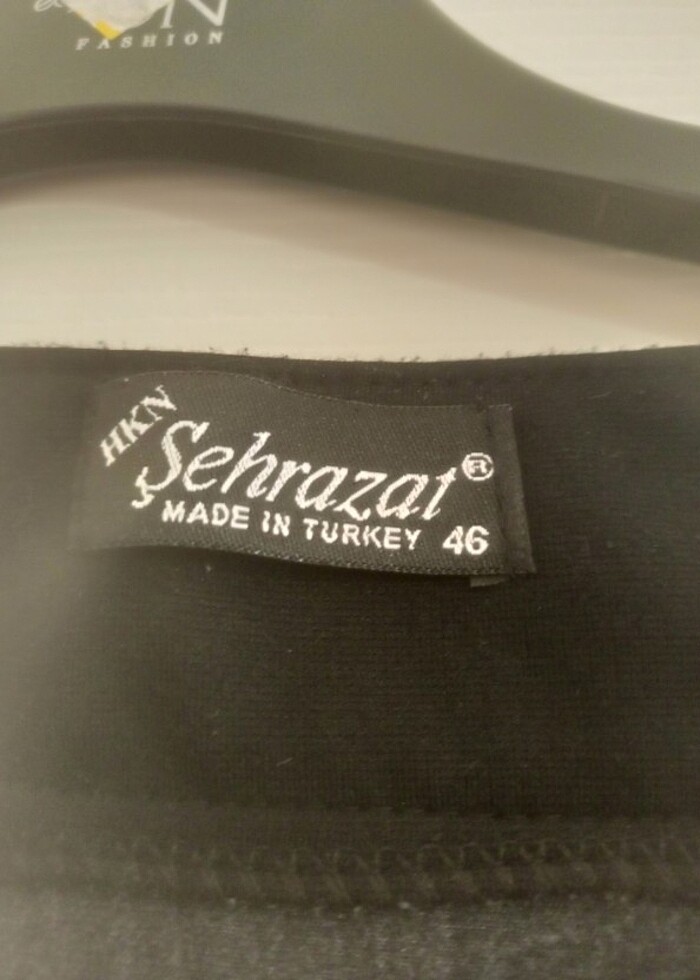 FASHION
HKN
Şehrazat®
MADE IN TURKEY 46